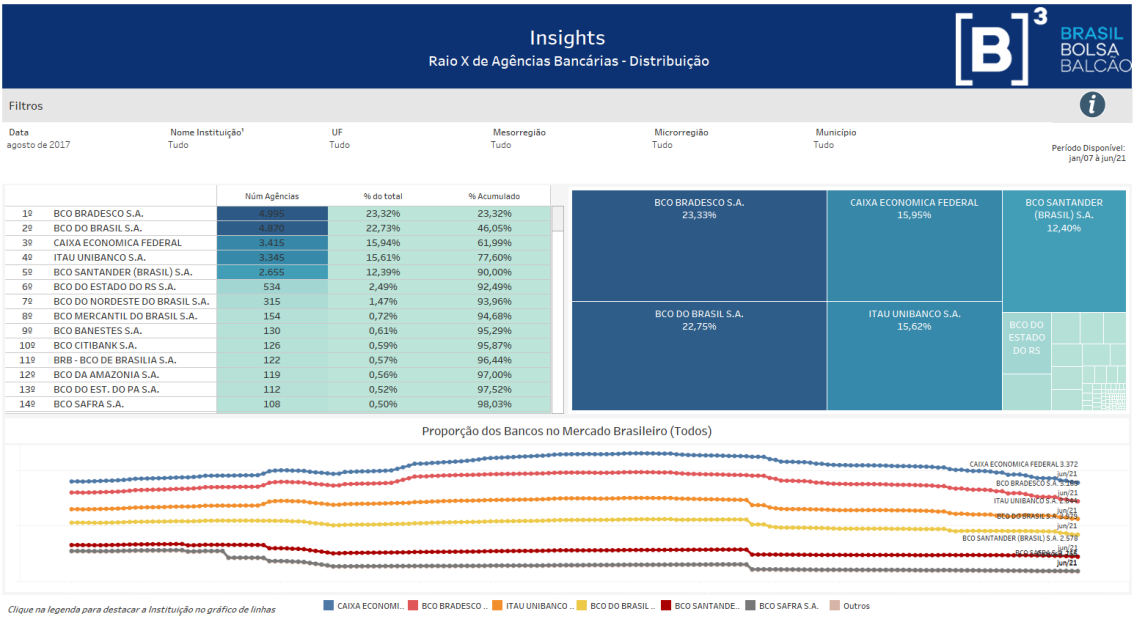 Insights
Raio X de Agências Bancárias - Distribuição
[B]³
BRASIL
BOLSA
BALCÃO
Filtros
i
Data
Nome Instituição¹
UF
Mesorregião
Microrregião
Município
agosto de 2017
Tudo
Tudo
Tudo
Tudo
Tudo
Período Disponível:
jan/07 à jun/21
Núm Agências % do total % Acumulado
1º BCO BRADESCO S.A. 4.995 23,32% 23,32%
2º BCO DO BRASIL S.A. 4.870 22,73% 46,05%
3º CAIXA ECONOMICA FEDERAL 3.415 15,94% 61,99%
4º ITAU UNIBANCO S.A. 3.345 15,61% 77,60%
5º BCO SANTANDER (BRASIL) S.A. 2.655 12,39% 90,00%
6º BCO DO ESTADO DO RS S.A. 534 2,49% 92,49%
7º BCO DO NORDESTE DO BRASIL S.A. 315 1,47% 93,96%
8º BCO MERCANTIL DO BRASIL S.A. 154 0,72% 94,68%
9º BCO BANESTES S.A. 130 0,61% 95,29%
10º BCO CITIBANK S.A. 126 0,59% 95,87%
11º BRB - BCO DE BRASILIA S.A. 122 0,57% 96,44%
12º BCO DA AMAZONIA S.A. 119 0,56% 97,00%
13º BCO DO EST. DO PA S.A. 112 0,52% 97,52%
14º BCO SAFRA S.A. 108 0,50% 98,03%
BCO BRADESCO S.A.
23,33%
CAIXA ECONOMICA FEDERAL
15,95%
BCO SANTANDER
(BRASIL) S.A.
12,40%
BCO DO BRASIL S.A.
22,75%
ITAU UNIBANCO S.A.
15,62%
BCO DO
ESTADO
DO RS
Proporção dos Bancos no Mercado Brasileiro (Todos)
CAIXA ECONOMICA FEDERAL 3.372
jun/21
BCO BRADESCO S.A.
jun/21
ITAU UNIBANCO S.A.
jun/21
BCO DO BRASIL S.A.
jun/21
BCO SANTANDER (BRASIL) S.A. 2.578
jun/21
BCO SAFRA S.A.
jun/21
Clique na legenda para destacar a Instituição no gráfico de linhas
CAIXA ECONOMI.. BCO BRADESCO .. ITAU UNIBANCO .. BCO DO BRASIL .. BCO SANTANDE.. BCO SAFRA S.A. Outros